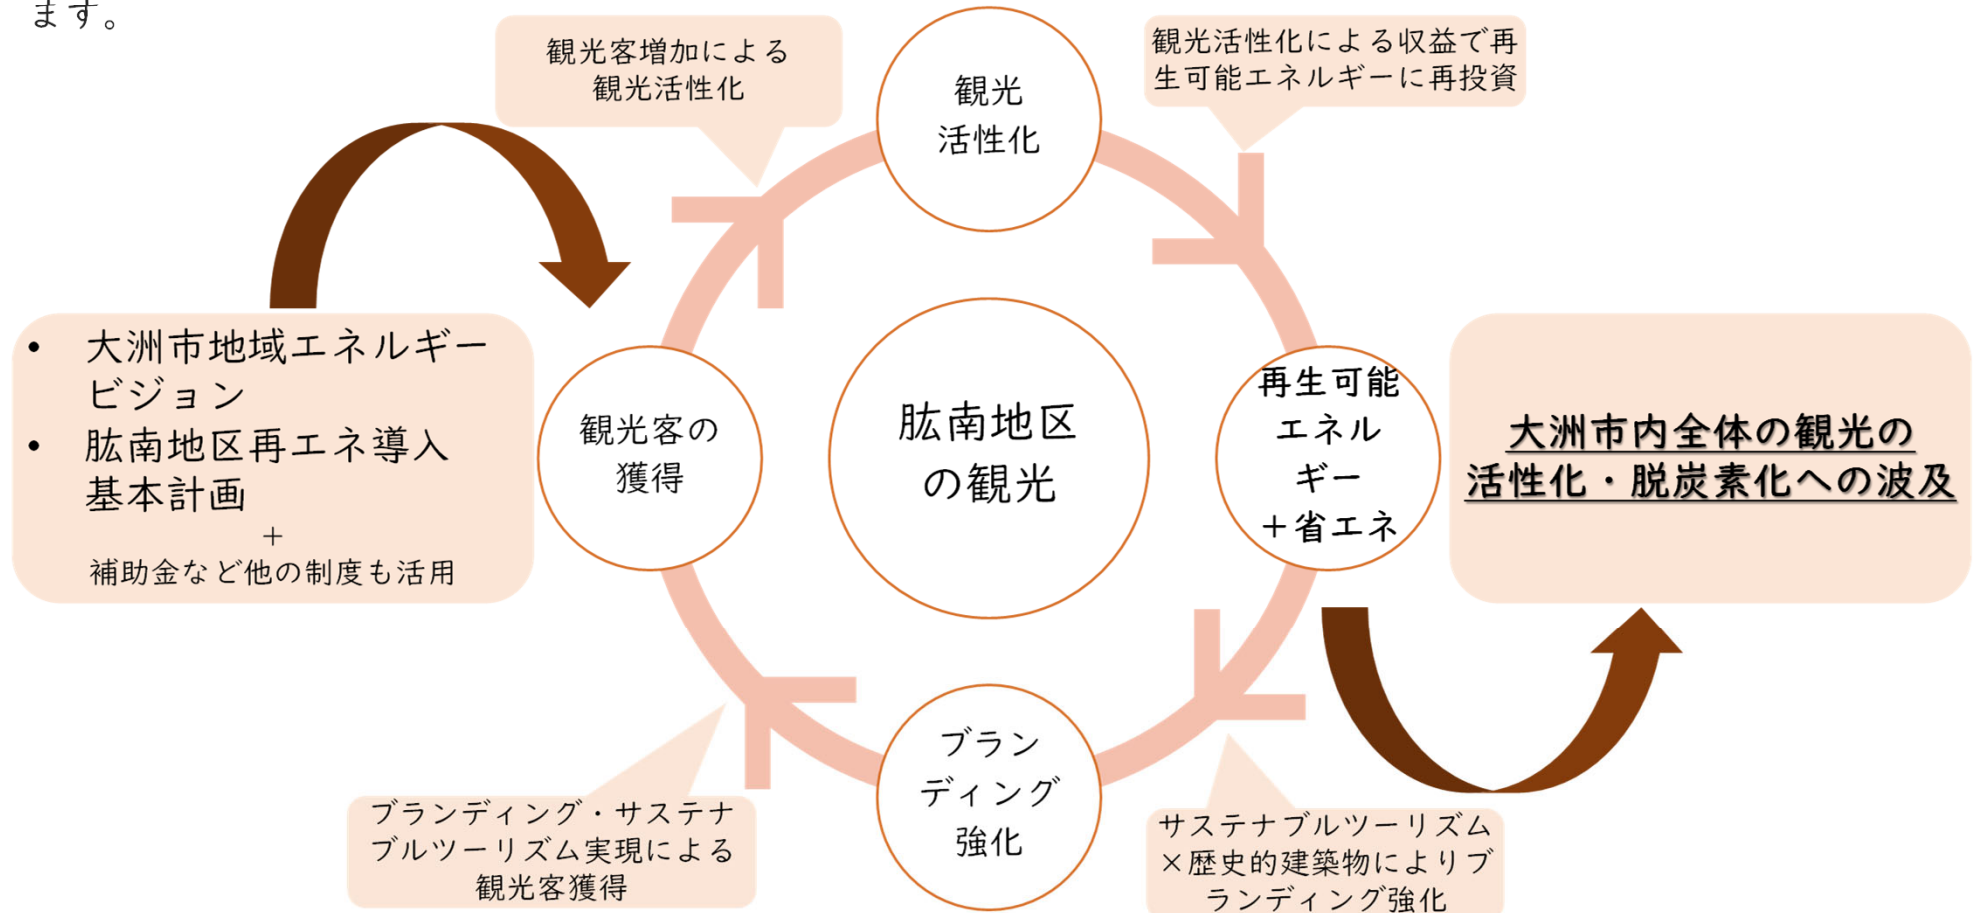 ます。
観光客増加による
観光活性化
観光
活性化
観光活性化による収益で再
生可能エネルギーに再投資
• 大洲市地域エネルギー
ビジョン
• 肱南地区再エネ導入
基本計画
＋
補助金など他の制度も活用
観光客の
獲得
肱南地区
の観光
再生可能
エネル
ギー
＋省エネ
大洲市内全体の観光の
活性化・脱炭素化への波及
ブランディング・サステナ
ブルツーリズム実現による
観光客獲得
ブラン
ディング
強化
サステナブルツーリズム
×歴史的建築物によりブ
ランディング強化